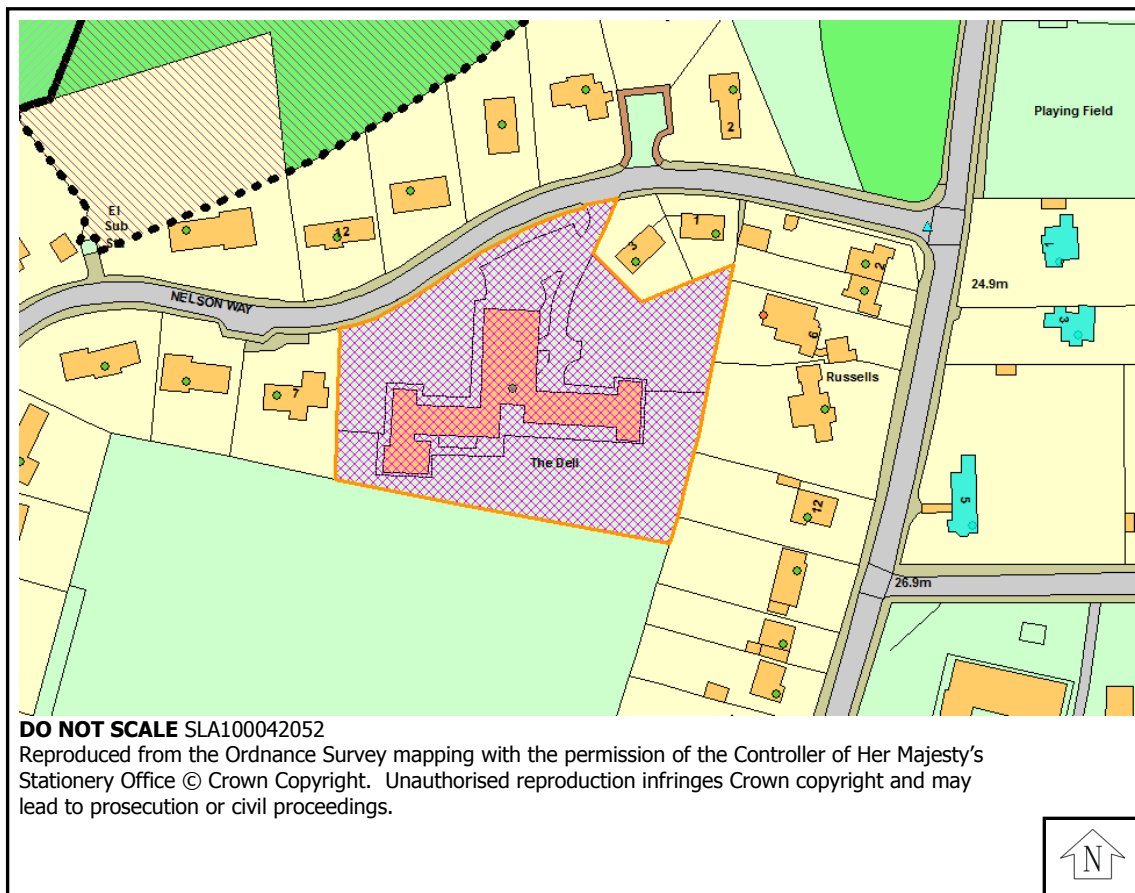 Playing Field
2
El
Sub
Sta
12
1
3
2
1
24.9m
3
NELSON WAY
6
Russells
7
The Dell
12
5
26.9m
DO NOT SCALE SLA100042052
Reproduced from the Ordnance Survey mapping with the permission of the Controller of Her Majesty’s
Stationery Office © Crown Copyright. Unauthorised reproduction infringes Crown copyright and may
lead to prosecution or civil proceedings.
N